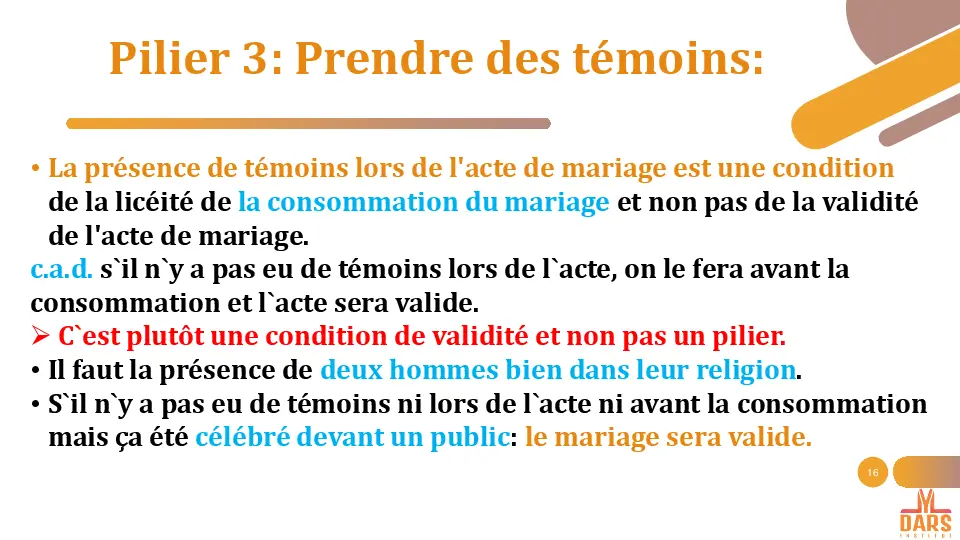 Pilier 3: Prendre des témoins:
• La présence de témoins lors de l'acte de mariage est une condition
de la licéité de la consommation du mariage et non pas de la validité
de l'acte de mariage.
c.a.d. s`il n`y a pas eu de témoins lors de l`acte, on le fera avant la
consommation et l`acte sera valide.
➢ C`est plutôt une condition de validité et non pas un pilier.
• Il faut la présence de deux hommes bien dans leur religion.
• S`il n`y a pas eu de témoins ni lors de l`acte ni avant la consommation
mais ça été célébré devant un public: le mariage sera valide.
16
DARS
INSTITUT